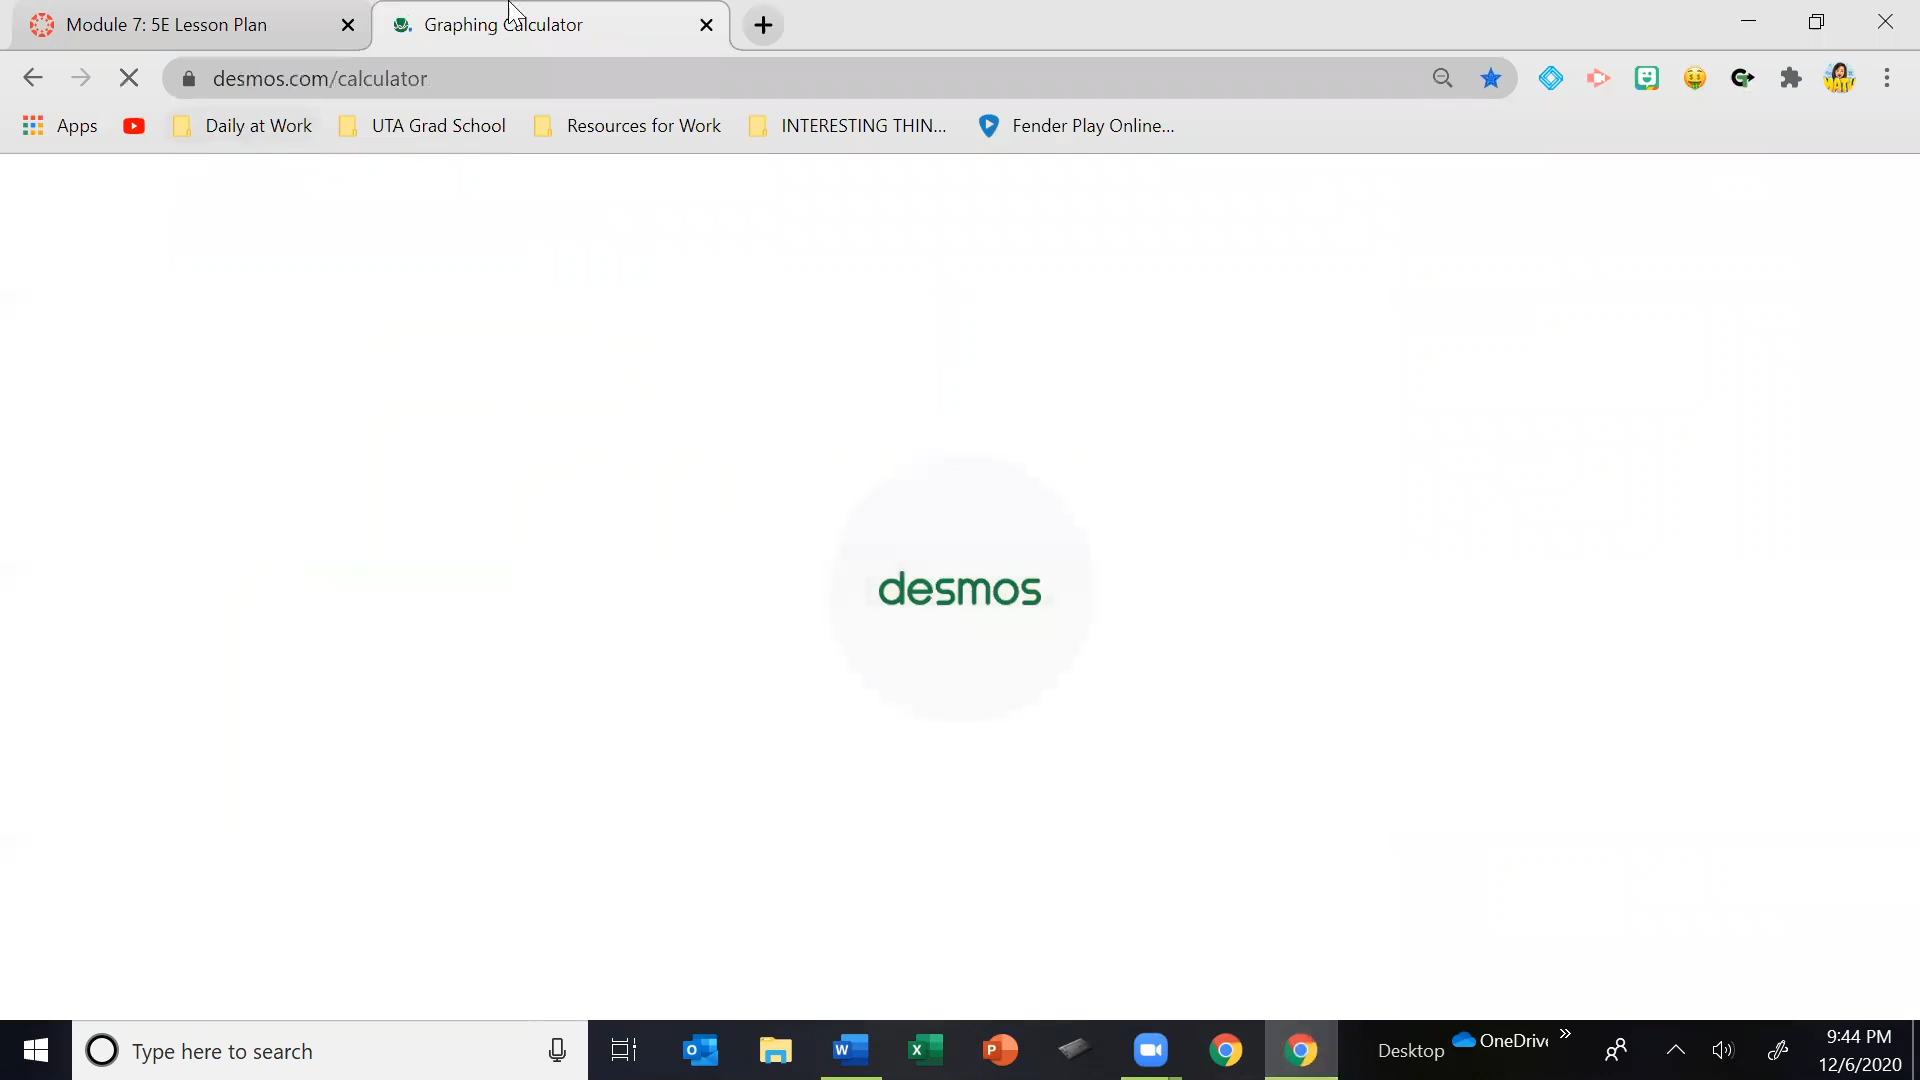 Module 7: 5E Lesson Plan
Graphing Calculator
desmos.com/calculator
Apps
Daily at Work
UTA Grad School
Resources for Work
INTERESTING THIN...
Fender Play Online...
desmos
Type here to search
Desktop
OneDrive
9:44 PM
12/6/2020